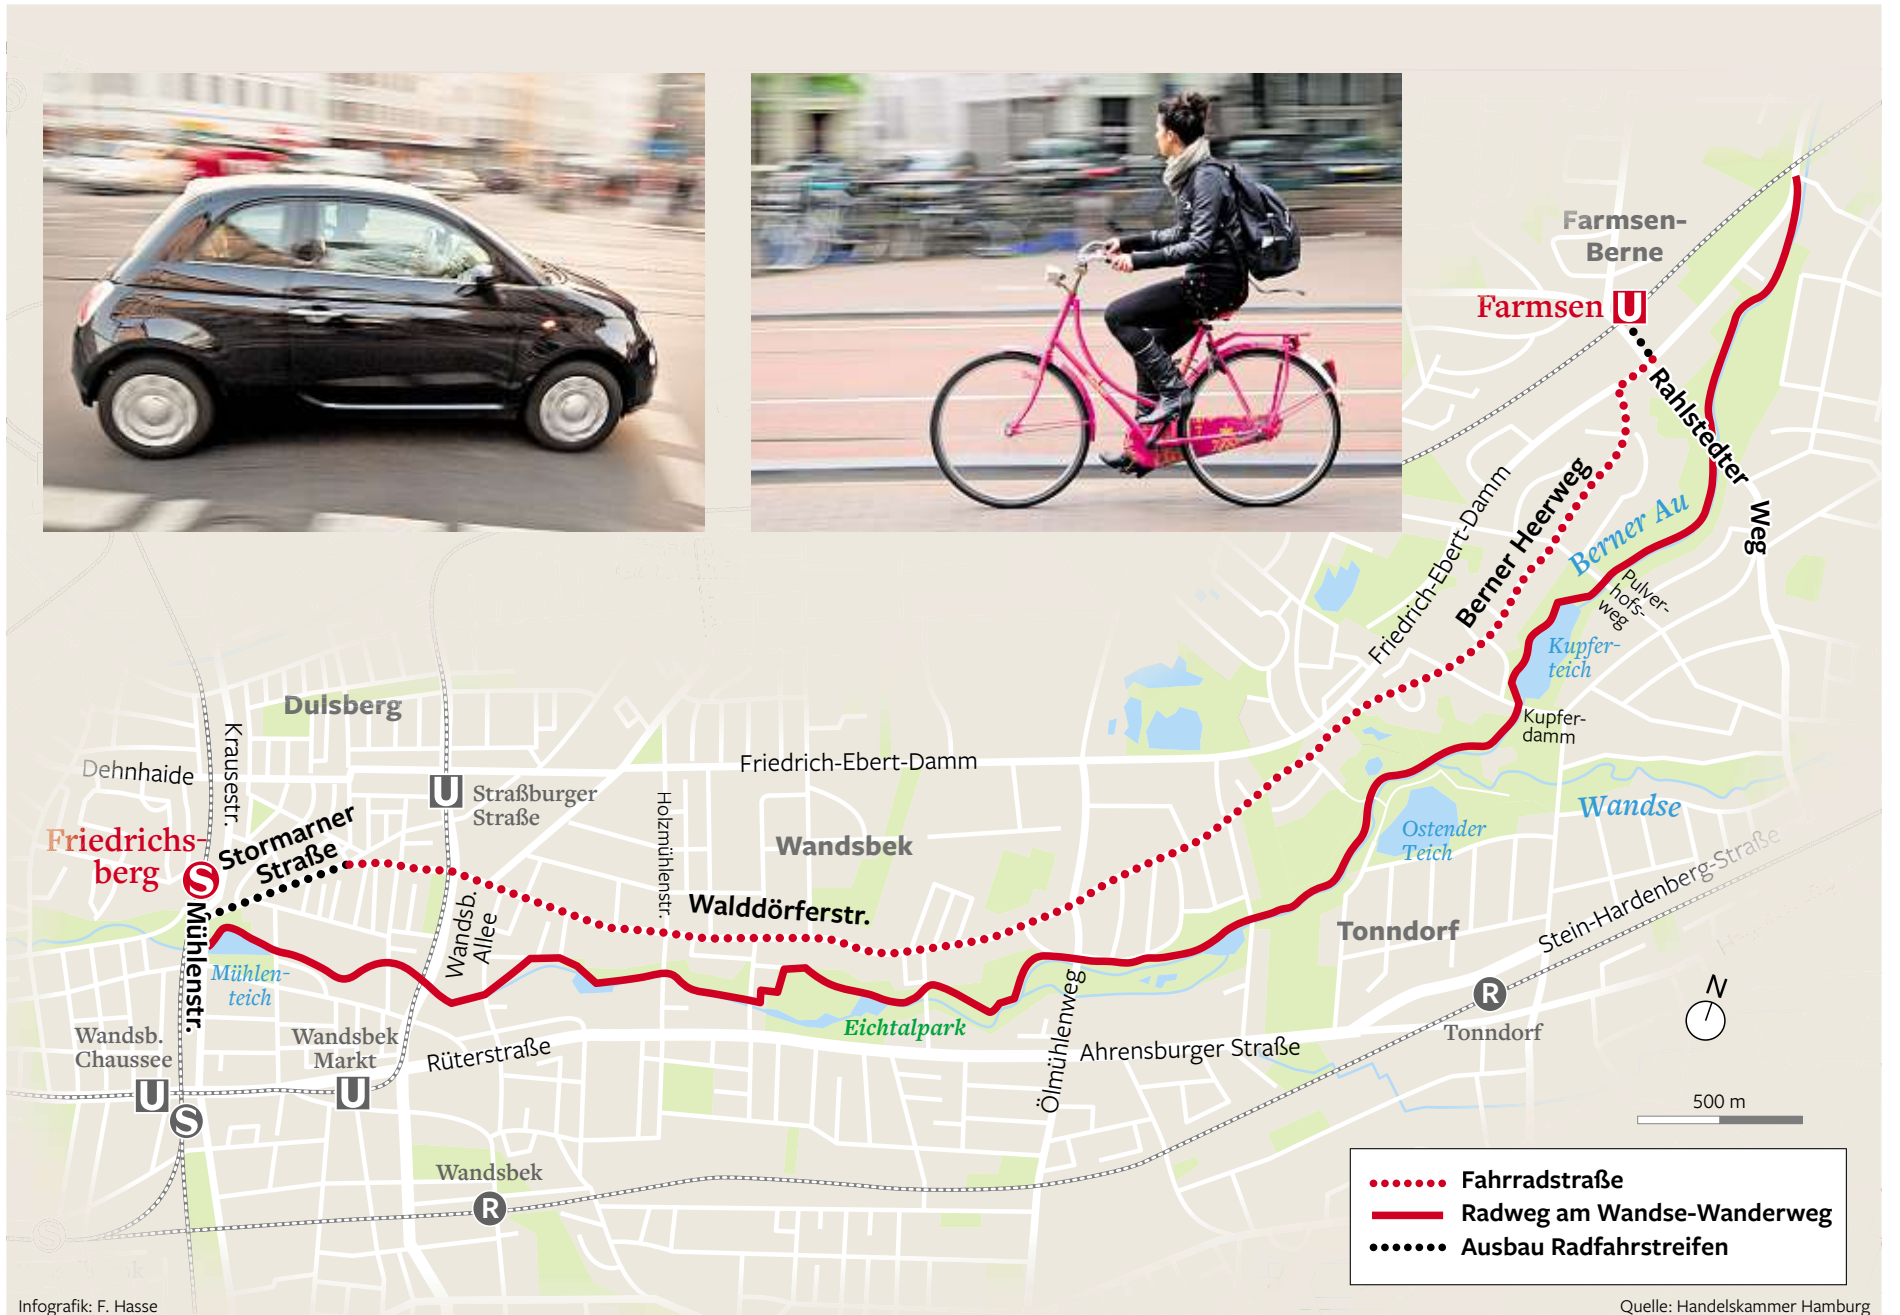 Farmsen-
Berne
Farmsen U
Rahlstedter
Weg
Berner Heerweg
Friedrich-Ebert-Damm
Berner Au
Pulver-
hofs-
weg
Kupfer-
teich
Kupfer-
damm
Dulsberg
Krausestr.
Dehnhaide
Friedrich-Ebert-Damm
U Straßburger
Straße
Holzmühlenstr.
Wandse
Stormarner
Straße
Friedrichs-
berg S
Wandsbek
Ostender
Teich
Stein-Hardenberg-Straße
Walddörferstr.
Wandsb.
Allee
Mühlenstr.
Mühlen-
teich
Tonndorf
Eichtalpark
Ölmühlenweg
R
Tonndorf
N
Wandsb.
Chaussee
U
S
Wandsbek
Markt
U
Rüterstraße
Ahrensburger Straße
500 m
Wandsbek
R
Fahrradstraße
Radweg am Wandse-Wanderweg
Ausbau Radfahrstreifen
Infografik: F. Hasse
Quelle: Handelskammer Hamburg